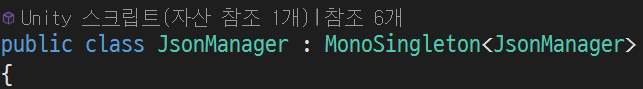 Unity 스크립트(자산 참조 1개)|참조 6개
public class JsonManager : MonoSingleton<JsonManager>
{